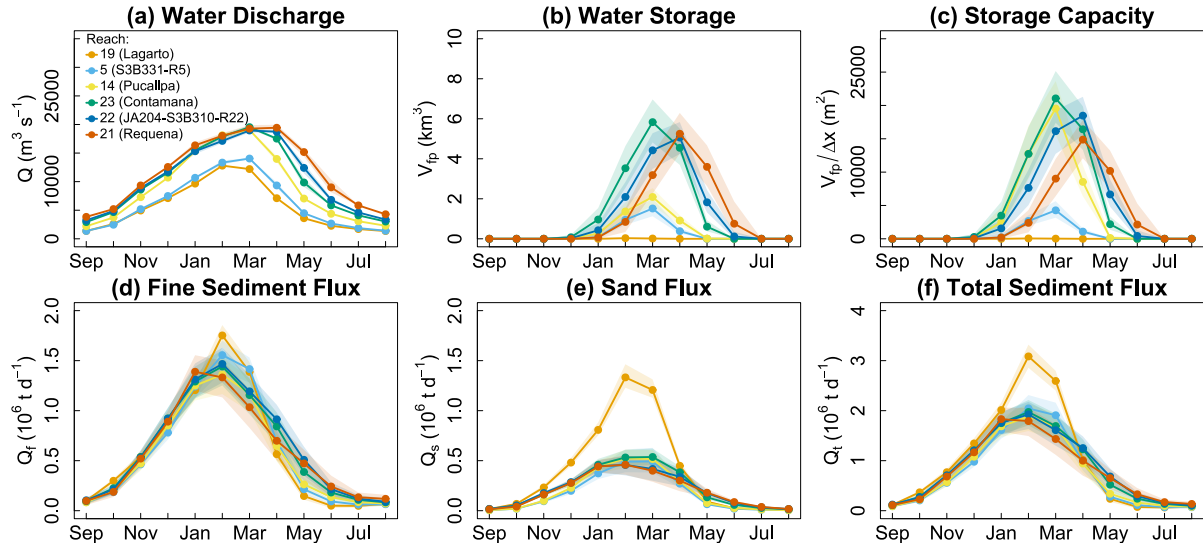 (a) Water Discharge
Q (m³ s⁻¹)
0
10000
25000
Reach:
19 (Lagarto)
5 (S3B331-R5)
14 (Pucallpa)
23 (Contamana)
22 (JA204-S3B310-R22)
21 (Requena)
Sep Nov Jan Mar May Jul
(b) Water Storage
V_fp (km³)
0 2 4 6 8 10
Sep Nov Jan Mar May Jul
(c) Storage Capacity
V_fp/Δx (m²)
0
10000
25000
Sep Nov Jan Mar May Jul
(d) Fine Sediment Flux
Q_f (10⁶ t d⁻¹)
0.0 0.5 1.0 1.5 2.0
Sep Nov Jan Mar May Jul
(e) Sand Flux
Q_s (10⁶ t d⁻¹)
0.0 0.5 1.0 1.5 2.0
Sep Nov Jan Mar May Jul
(f) Total Sediment Flux
Q_t (10⁶ t d⁻¹)
0 1 2 3 4
Sep Nov Jan Mar May Jul